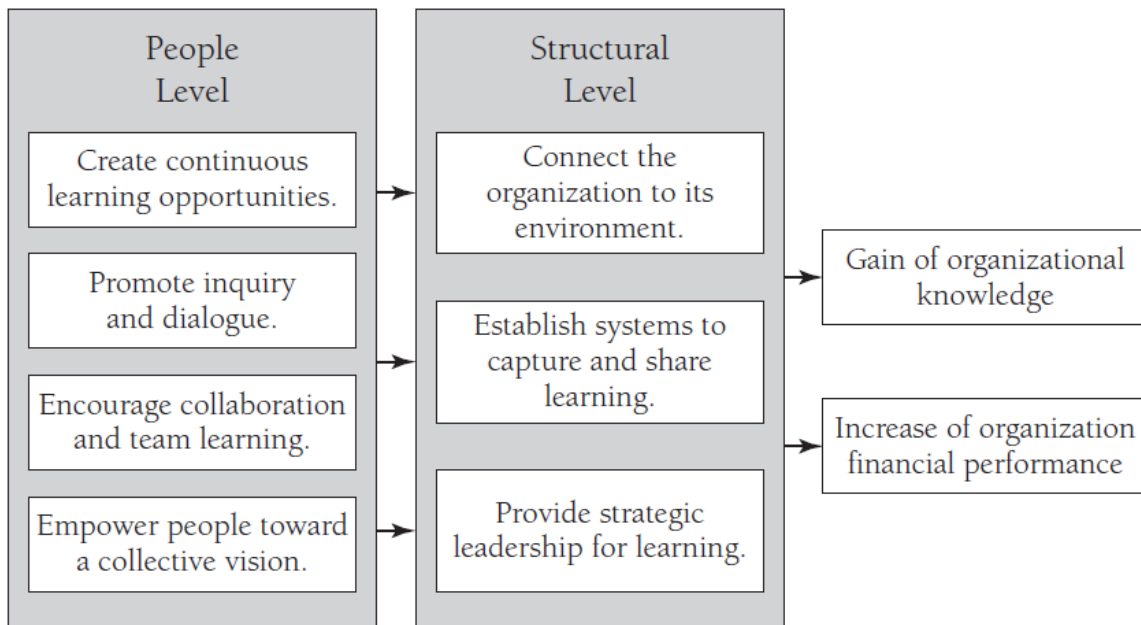 People
Level
Create continuous
learning opportunities.
Promote inquiry
and dialogue.
Encourage collaboration
and team learning.
Empower people toward
a collective vision.
Structural
Level
Connect the
organization to its
environment.
Establish systems to
capture and share
learning.
Provide strategic
leadership for learning.
Gain of organizational
knowledge
Increase of organization
financial performance